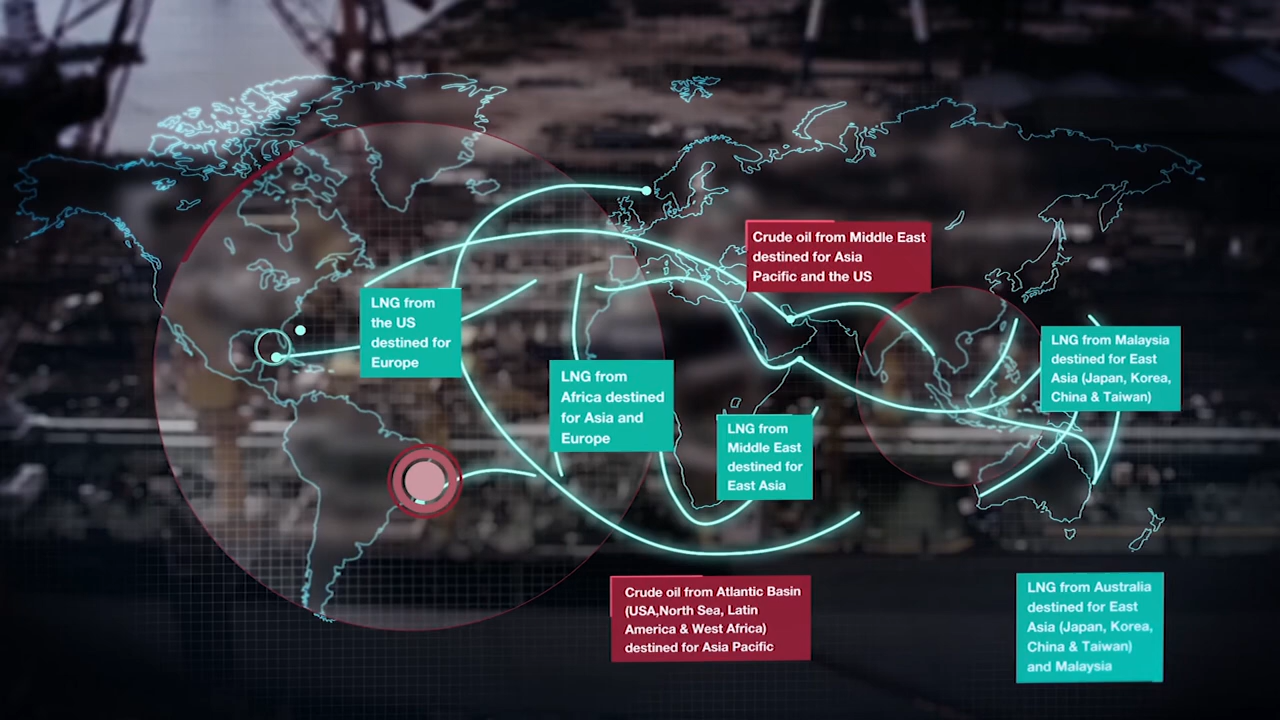 Crude oil from Middle East
destined for Asia
Pacific and the US
LNG from
the US
destined for
Europe
LNG from Malaysia
destined for East
Asia (Japan, Korea,
China & Taiwan)
LNG from
Africa destined
for Asia and
Europe
LNG from
Middle East
destined for
East Asia
Crude oil from Atlantic Basin
(USA,North Sea, Latin
America & West Africa)
destined for Asia Pacific
LNG from Australia
destined for East
Asia (Japan, Korea,
China & Taiwan)
and Malaysia